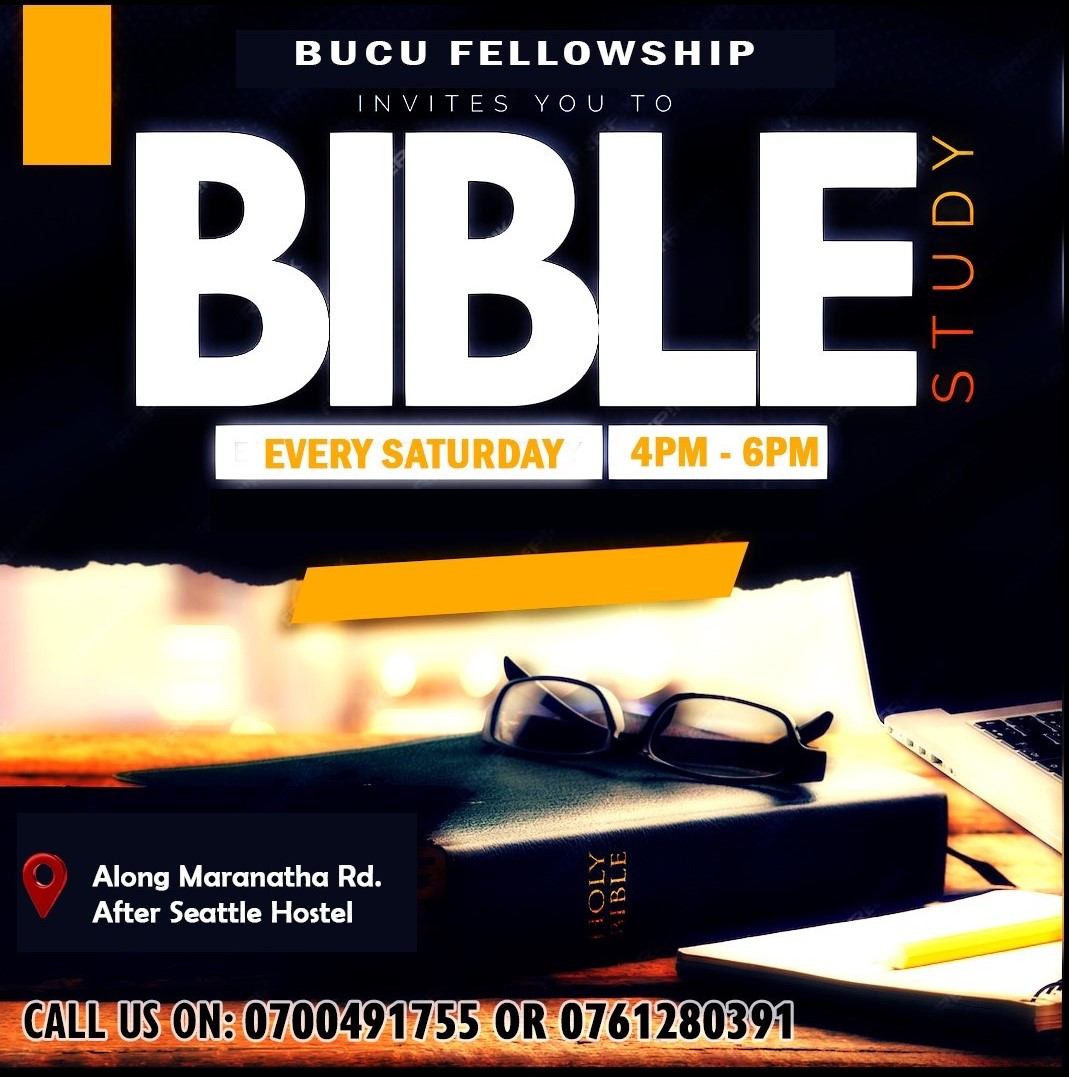 BUCU FELLOWSHIP
INVITES YOU TO
BIBLE
STUDY
EVERY SATURDAY
4PM - 6PM
HOLY
BIBLE
Along Maranatha Rd.
After Seattle Hostel
CALL US ON: 0700491755 OR 0761280391